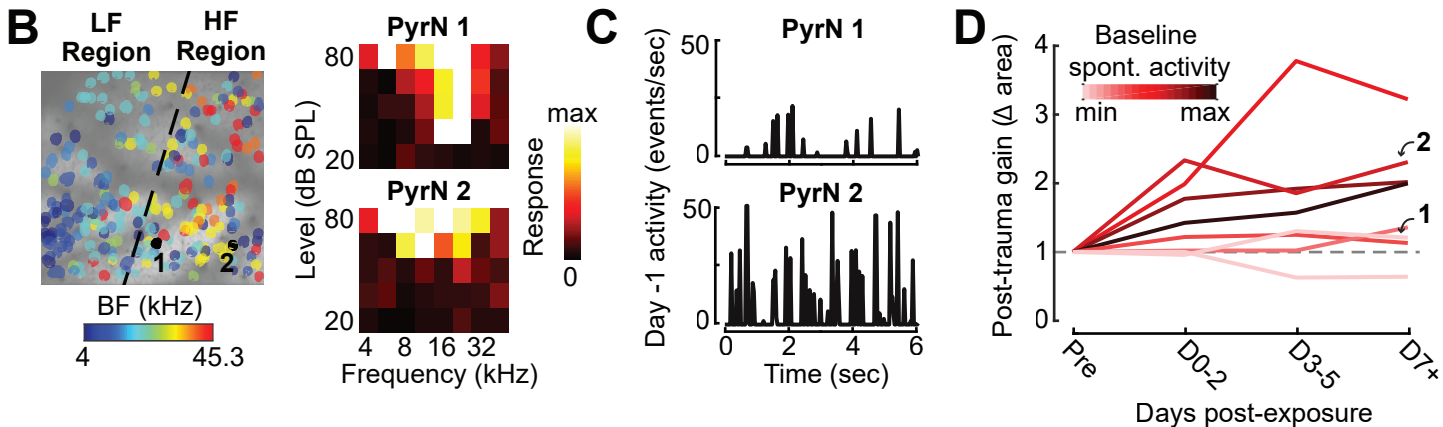 B
LF
Region
HF
Region
1
2
BF (kHz)
4
45.3
PyrN 1
80
20
PyrN 2
80
20
Level (dB SPL)
4
8
16
32
Frequency (kHz)
max
Response
0
C
PyrN 1
50
0
PyrN 2
50
0
Day -1 activity (events/sec)
0
2
4
6
Time (sec)
D
Baseline
spont. activity
min
max
4
3
2
1
0
Post-trauma gain (Δ area)
2
1
Pre
D0-2
D3-5
D7+
Days post-exposure